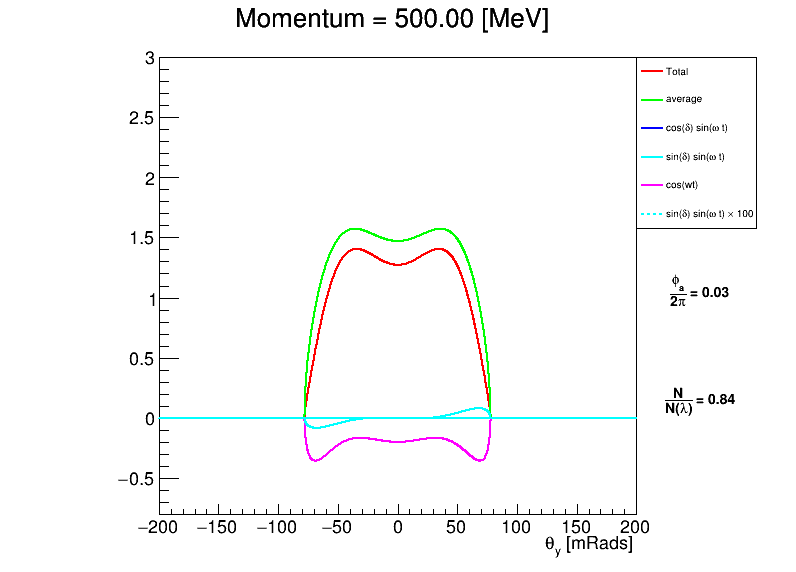 Momentum = 500.00 [MeV]
3
2.5
2
1.5
1
0.5
0
−0.5
−200 −150 −100 −50 0 50 100 150 200
θy [mRads]
Total
average
cos(δ) sin(ω t)
sin(δ) sin(ω t)
cos(wt)
sin(δ) sin(ω t) × 100
ϕa
2π = 0.03
N
N(λ) = 0.84